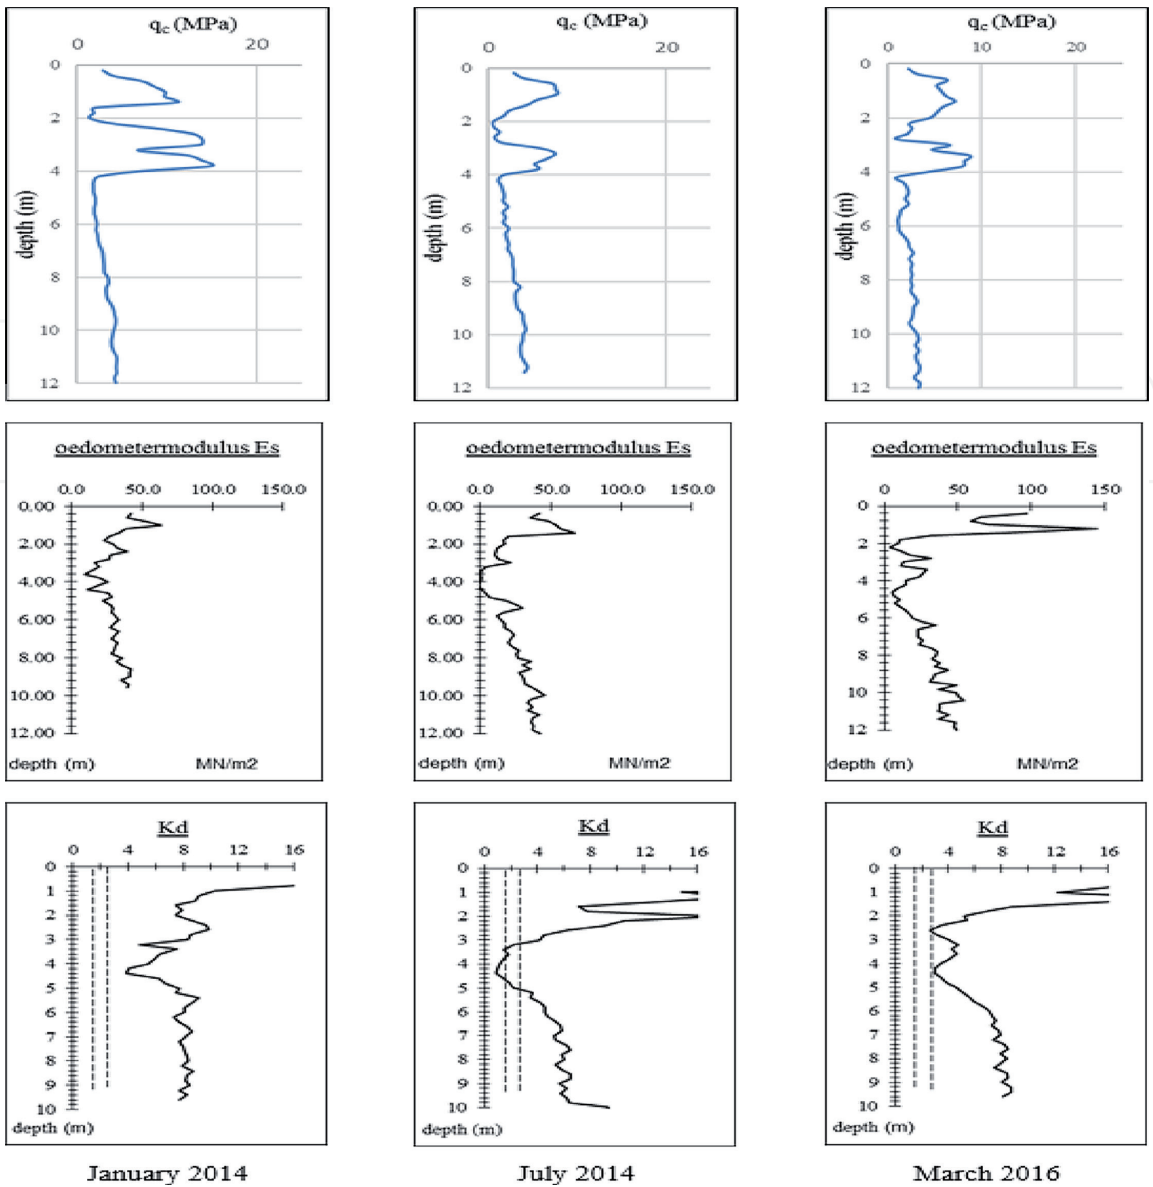 q_c (MPa)
0 20
0
2
4
6
8
10
12
depth (m)
q_c (MPa)
0 20
0
2
4
6
8
10
12
depth (m)
q_c (MPa)
0 10 20
0
2
4
6
8
10
12
depth (m)
oedometermodulus Es
0.0 50.0 100.0 150.0
0.00
2.00
4.00
6.00
8.00
10.00
12.00
depth (m) MN/m2
oedometermodulus Es
0.0 50.0 100.0 150.0
0.00
2.00
4.00
6.00
8.00
10.00
12.00
depth (m) MN/m2
oedometermodulus Es
0 50 100 150
0
2
4
6
8
10
12
depth (m) MN/m2
Kd
0 4 8 12 16
0
1
2
3
4
5
6
7
8
9
10
depth (m)
Kd
0 4 8 12 16
0
1
2
3
4
5
6
7
8
9
10
depth (m)
Kd
0 4 8 12 16
0
1
2
3
4
5
6
7
8
9
10
depth (m)
January 2014
July 2014
March 2016